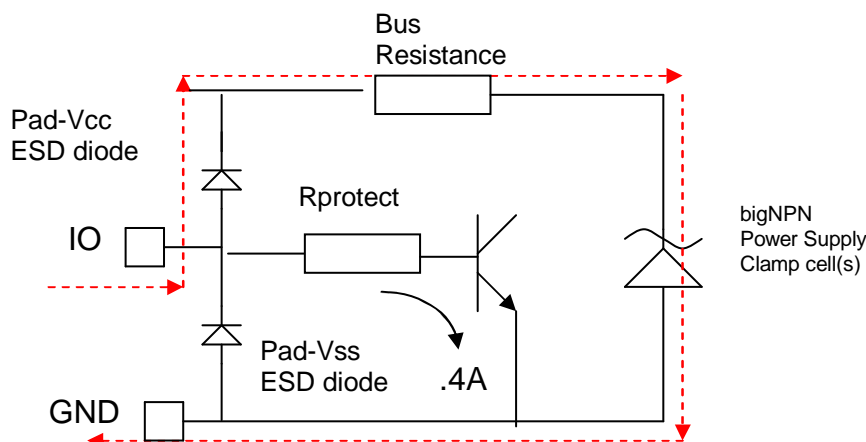 Bus
Resistance
Pad-Vcc
ESD diode
Rprotect
IO
bigNPN
Power Supply
Clamp cell(s)
Pad-Vss
ESD diode
.4A
GND